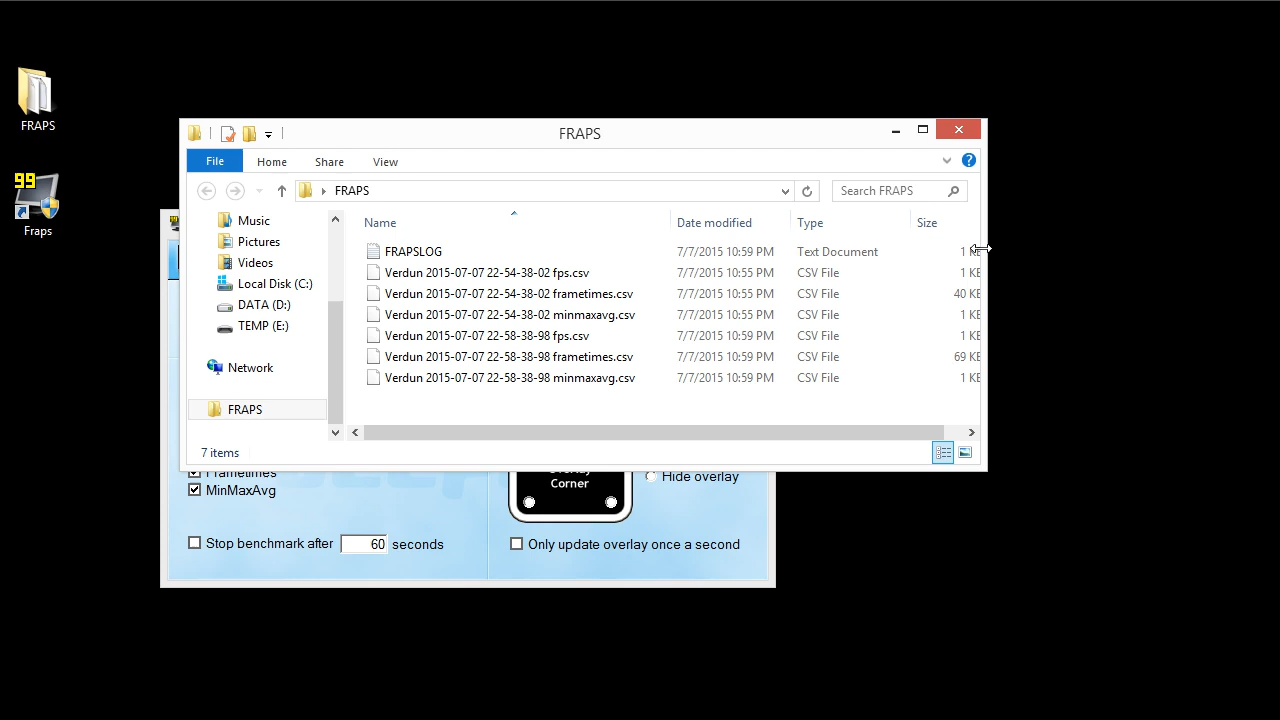 FRAPS
99
Fraps
FRAPS
File Home Share View
FRAPS
Search FRAPS
Music
Pictures
Videos
Local Disk (C:)
DATA (D:)
TEMP (E:)
Network
FRAPS
Name Date modified Type Size
FRAPSLOG 7/7/2015 10:59 PM Text Document 1 KB
Verdun 2015-07-07 22-54-38-02 fps.csv 7/7/2015 10:55 PM CSV File 1 KB
Verdun 2015-07-07 22-54-38-02 frametimes.csv 7/7/2015 10:55 PM CSV File 40 KB
Verdun 2015-07-07 22-54-38-02 minmaxavg.csv 7/7/2015 10:55 PM CSV File 1 KB
Verdun 2015-07-07 22-58-38-98 fps.csv 7/7/2015 10:59 PM CSV File 1 KB
Verdun 2015-07-07 22-58-38-98 frametimes.csv 7/7/2015 10:59 PM CSV File 69 KB
Verdun 2015-07-07 22-58-38-98 minmaxavg.csv 7/7/2015 10:59 PM CSV File 1 KB
7 items
Frametimes
MinMaxAvg
Overlay
Corner
Hide overlay
Stop benchmark after 60 seconds
Only update overlay once a second